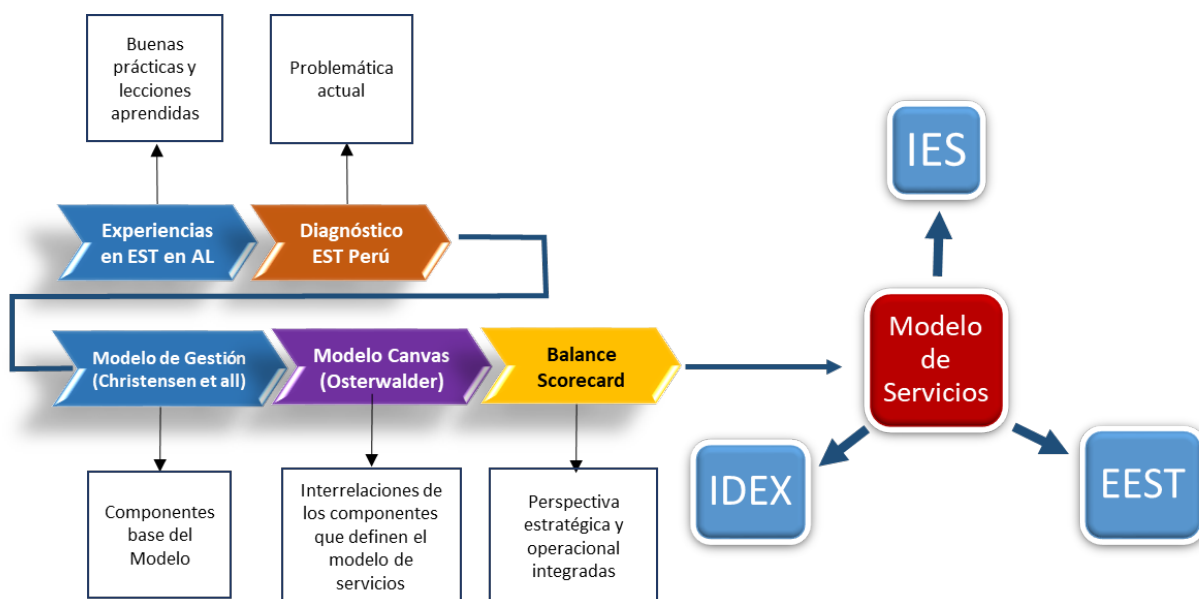 Buenas
prácticas y
lecciones
aprendidas
Problemática
actual
Experiencias
en EST en AL
Diagnóstico
EST Perú
Modelo de Gestión
(Christensen et all)
Modelo Canvas
(Osterwalder)
Balance
Scorecard
Componentes
base del
Modelo
Interrelaciones de
los componentes
que definen el
modelo de
servicios
Perspectiva
estratégica y
operacional
integradas
IES
Modelo
de
Servicios
IDEX
EEST